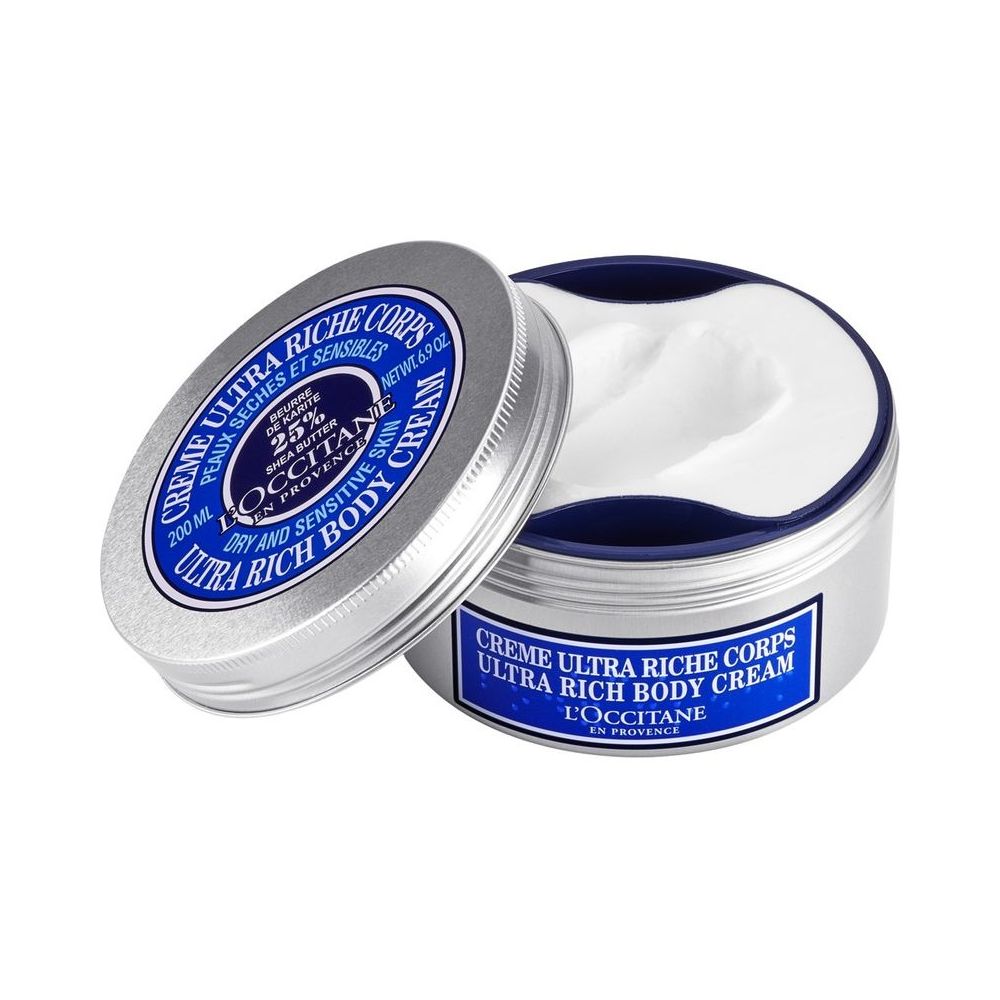 CREME ULTRA RICHE CORPS
PEAUX SECHES ET SENSIBLES
200 ML
NET WT. 6.9 OZ.
BEURRE
DE KARITE
25%
SHEA BUTTER
L'OCCITANE
EN PROVENCE
DRY AND SENSITIVE SKIN
ULTRA RICH BODY CREAM
CREME ULTRA RICHE CORPS
ULTRA RICH BODY CREAM
L'OCCITANE
EN PROVENCE